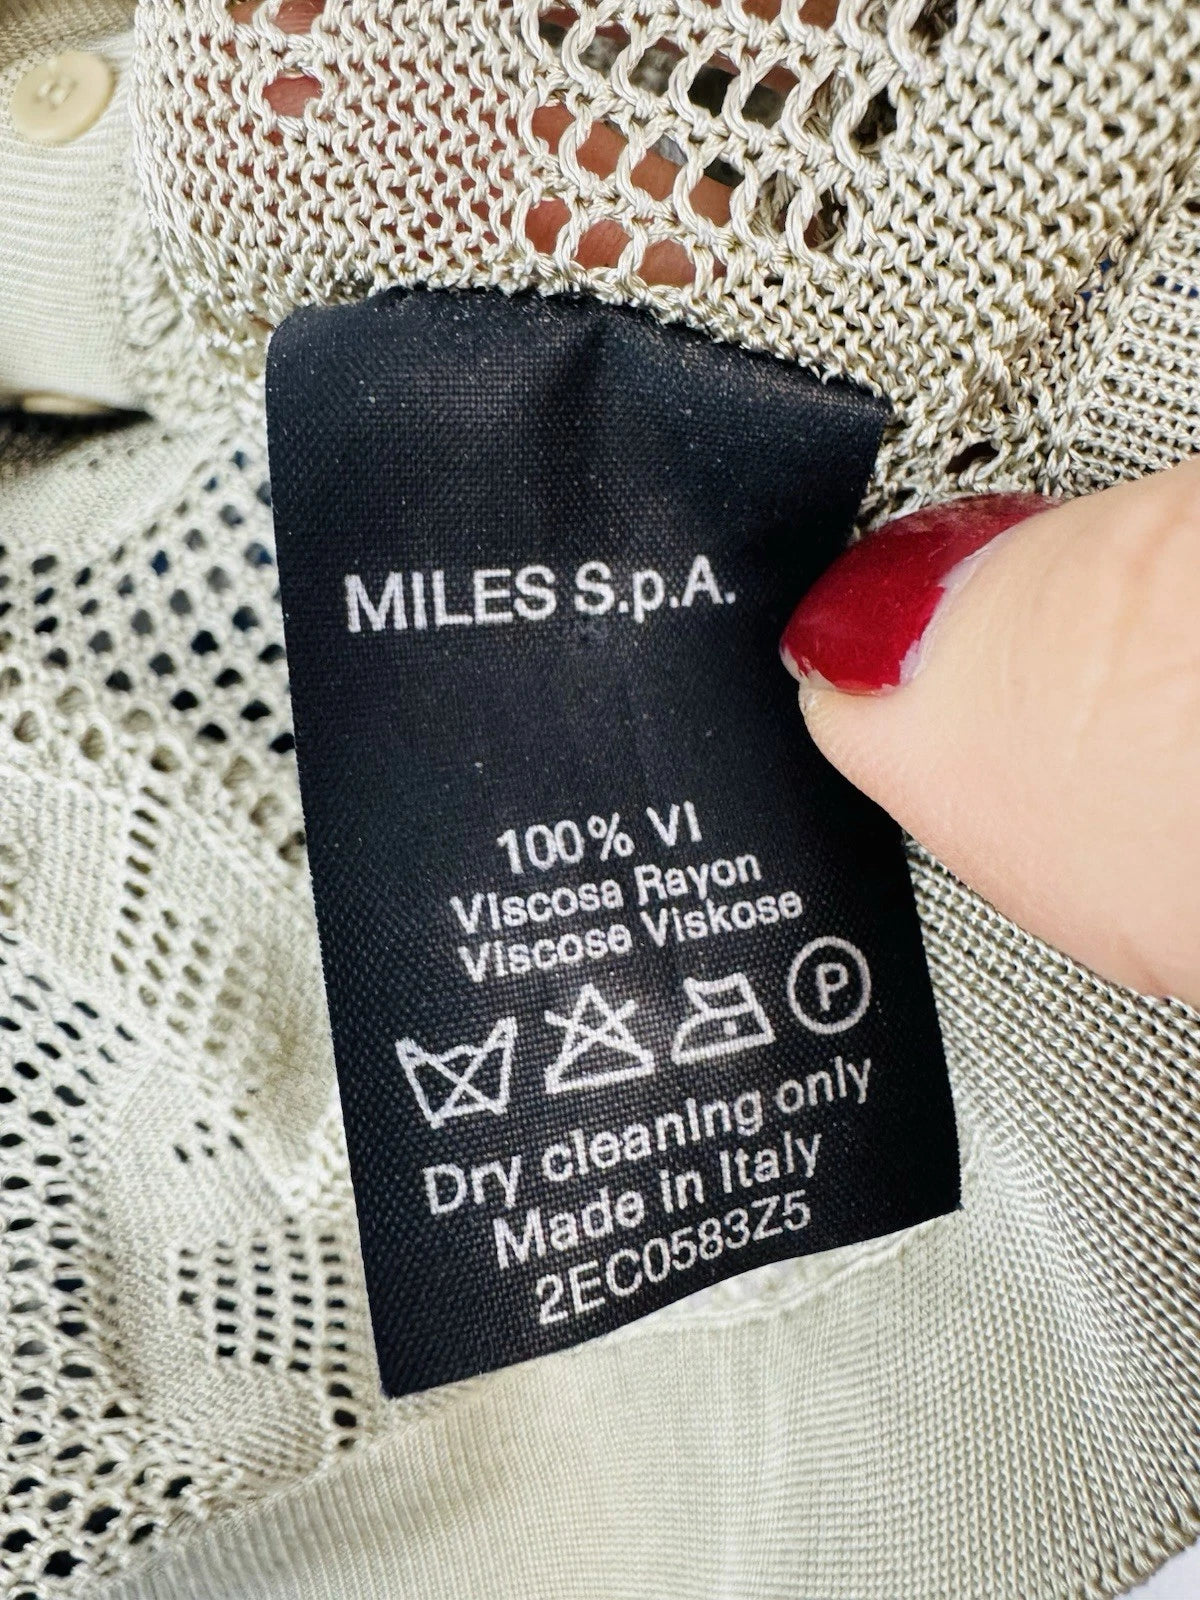 MILES S.p.A.
100% VI
Viscosa Rayon
Viscose Viskose
P
Dry cleaning only
Made in Italy
2EC0583Z5